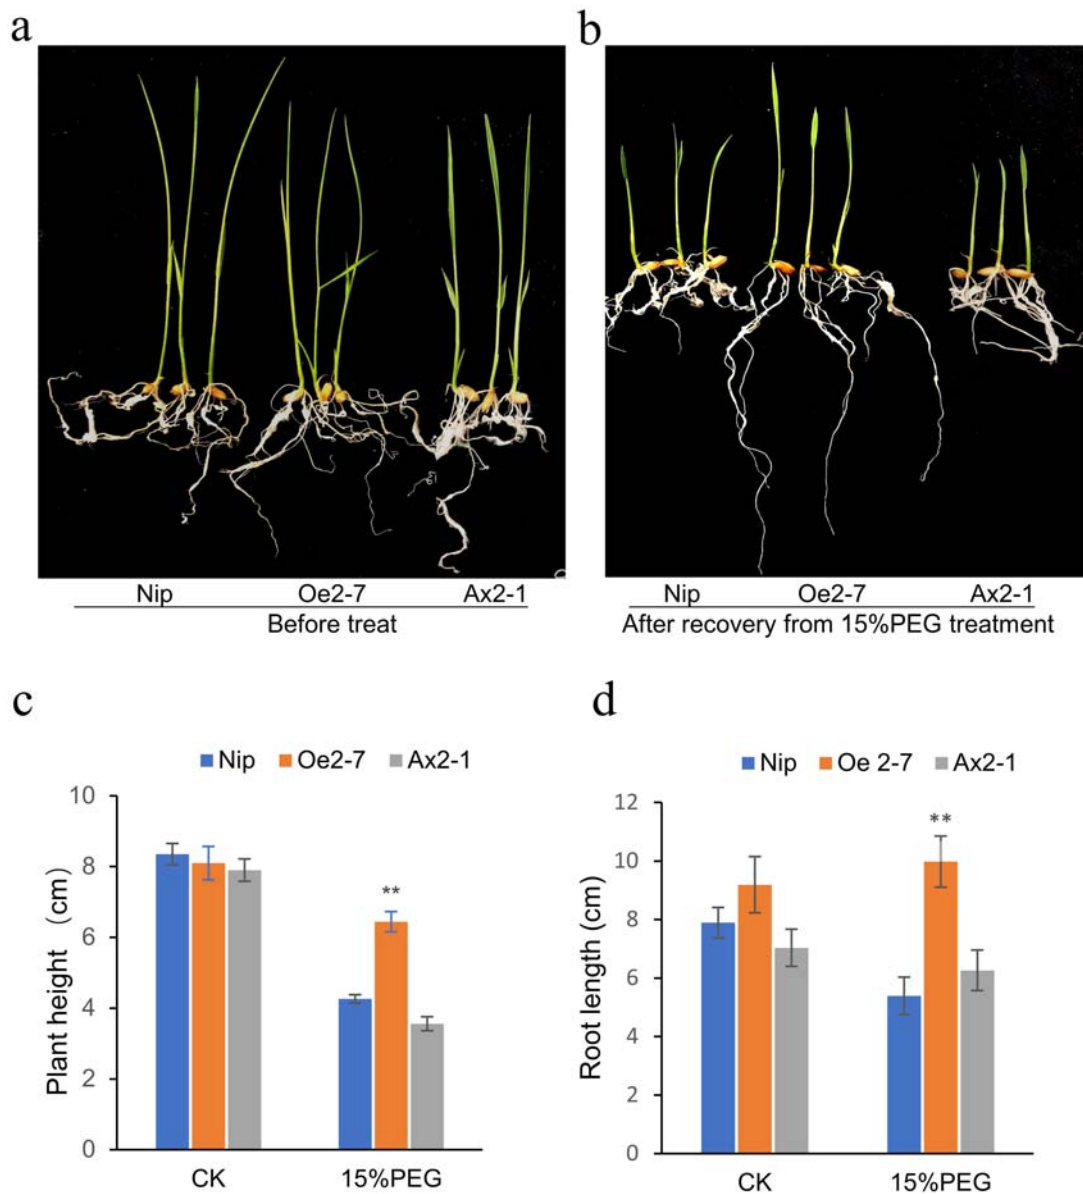 a
b
Nip Oe2-7 Ax2-1
Before treat
Nip Oe2-7 Ax2-1
After recovery from 15%PEG treatment
c
Nip Oe2-7 Ax2-1
Plant height (cm)
10
8
6
4
2
0
**
CK 15%PEG
d
Nip Oe 2-7 Ax2-1
Root length (cm)
12
10
8
6
4
2
0
**
CK 15%PEG